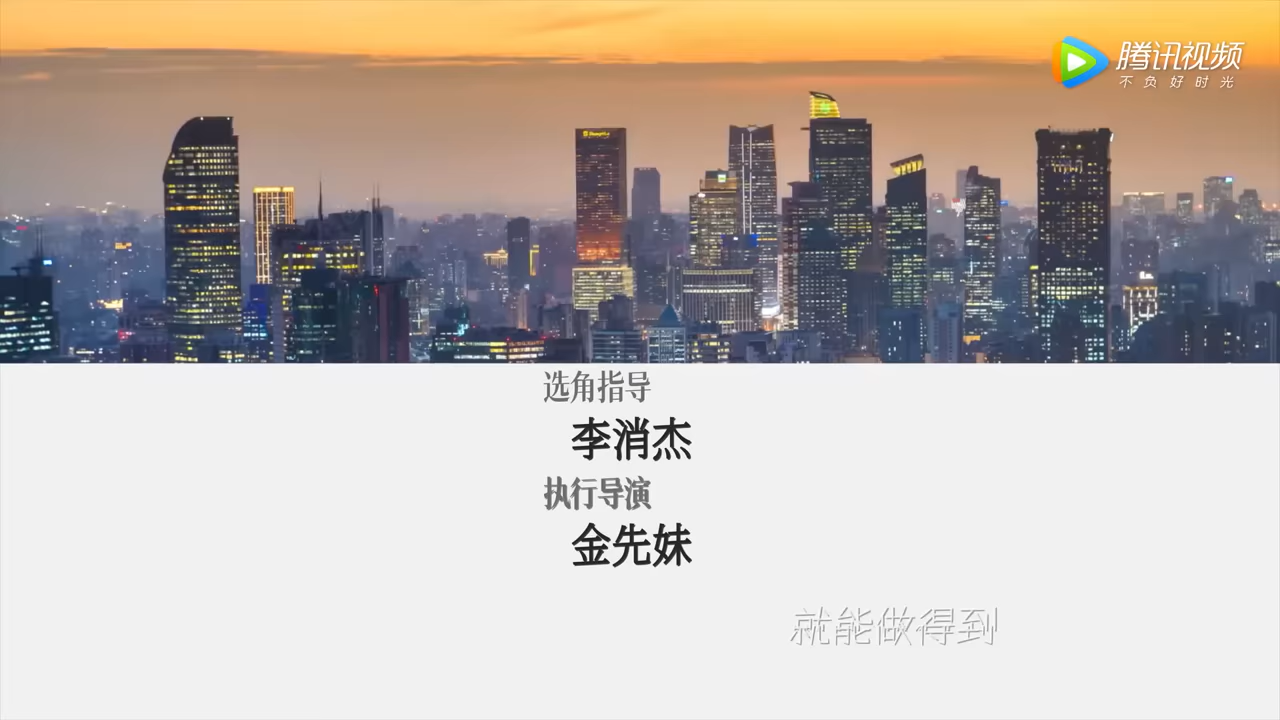 腾讯视频
不负好时光
选角指导
李消杰
执行导演
金先妹
就能做得到